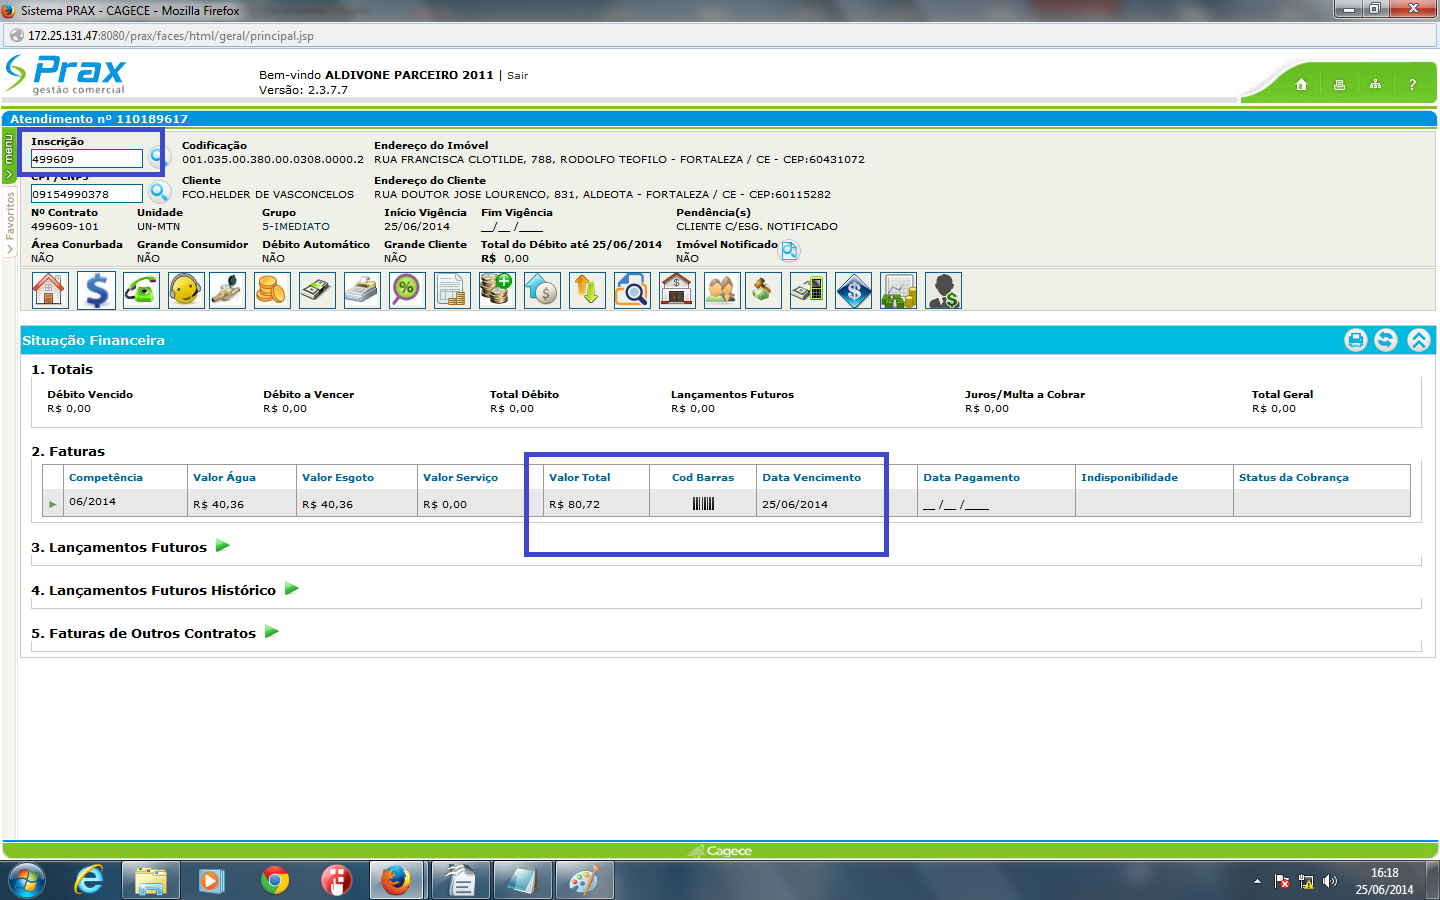 Sistema PRAX - CAGECE - Mozilla Firefox
172.25.131.47:8080/prax/faces/html/geral/principal.jsp
Prax
gestão comercial
Bem-vindo ALDIVONE PARCEIRO 2011 | Sair
Versão: 2.3.7.7
?
Atendimento nº 110189617
menu
Favoritos
Inscrição Codificação Endereço do Imóvel
499609 001.035.00.380.00.0308.0000.2 RUA FRANCISCA CLOTILDE, 788, RODOLFO TEOFILO - FORTALEZA / CE - CEP:60431072
CPF/CNPJ Cliente Endereço do Cliente
09154990378 FCO.HELDER DE VASCONCELOS RUA DOUTOR JOSE LOURENCO, 831, ALDEOTA - FORTALEZA / CE - CEP:60115282
Nº Contrato Unidade Grupo Início Vigência Fim Vigência Pendência(s)
499609-101 UN-MTN 5-IMEDIATO 25/06/2014 __/__ /____ CLIENTE C/ESG. NOTIFICADO
Área Conurbada Grande Consumidor Débito Automático Grande Cliente Total do Débito até 25/06/2014 Imóvel Notificado
NÃO NÃO NÃO NÃO R$ 0,00 NÃO
Situação Financeira
1. Totais
Débito Vencido Débito a Vencer Total Débito Lançamentos Futuros Juros/Multa a Cobrar Total Geral
R$ 0,00 R$ 0,00 R$ 0,00 R$ 0,00 R$ 0,00 R$ 0,00
2. Faturas
Competência Valor Água Valor Esgoto Valor Serviço Valor Total Cod Barras Data Vencimento Data Pagamento Indisponibilidade Status da Cobrança
06/2014 R$ 40,36 R$ 40,36 R$ 0,00 R$ 80,72 25/06/2014 __ /__ /____
3. Lançamentos Futuros
4. Lançamentos Futuros Histórico
5. Faturas de Outros Contratos
Cagece
16:18
25/06/2014